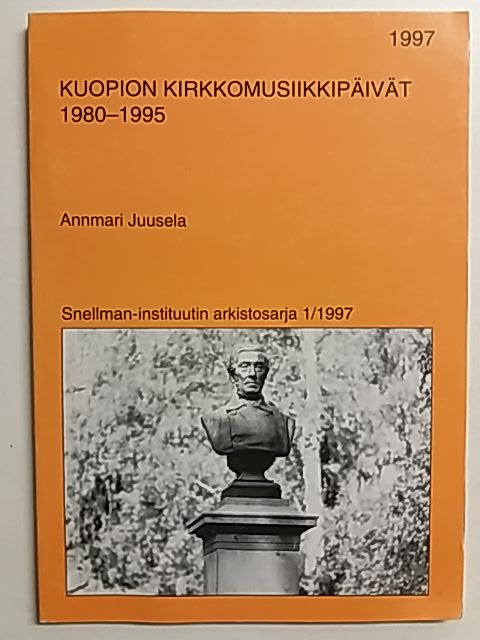 1997
KUOPION KIRKKOMUSIIKKIPÄIVÄT
1980–1995
Annmari Juusela
Snellman-instituutin arkistosarja 1/1997